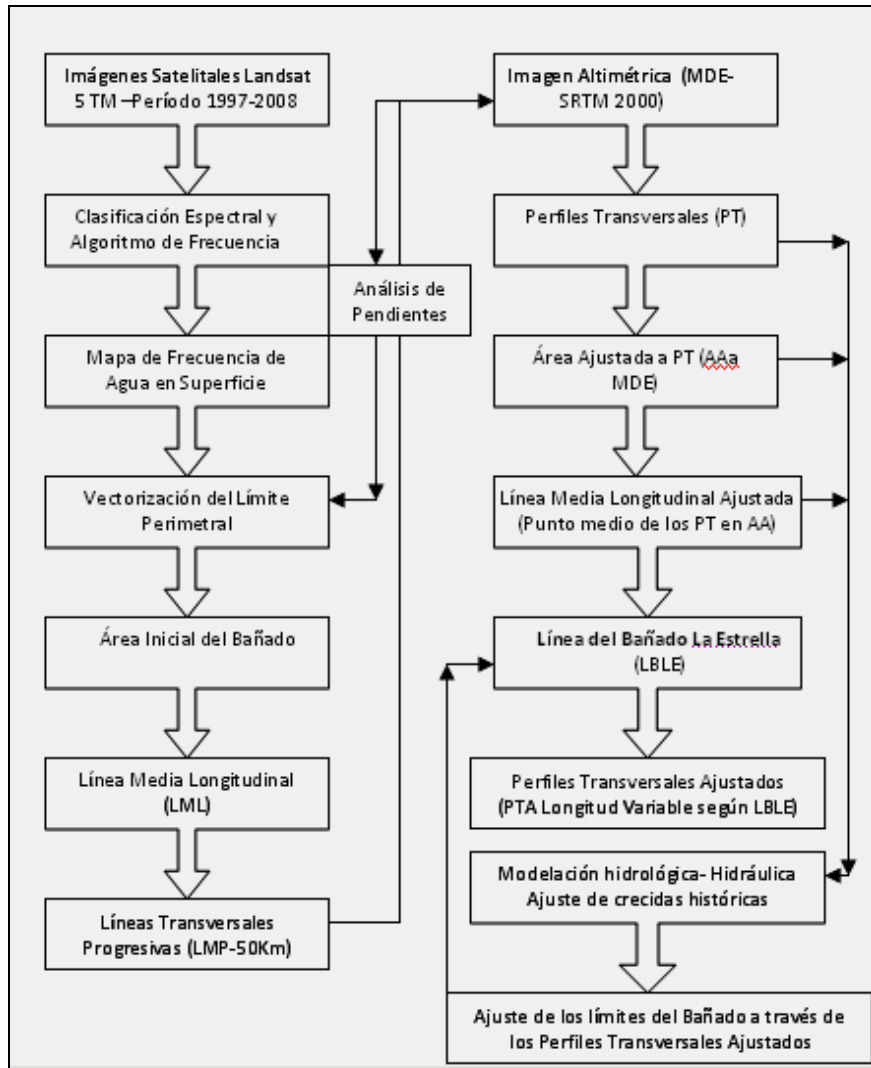 Imágenes Satelitales Landsat
5 TM –Período 1997-2008
Clasificación Espectral y
Algoritmo de Frecuencia
Análisis de
Pendientes
Mapa de Frecuencia de
Agua en Superficie
Vectorización del Límite
Perimetral
Área Inicial del Bañado
Línea Media Longitudinal
(LML)
Líneas Transversales
Progresivas (LMP-50Km)
Imagen Altimétrica (MDE-
SRTM 2000)
Perfiles Transversales (PT)
Área Ajustada a PT (AAa
MDE)
Línea Media Longitudinal Ajustada
(Punto medio de los PT en AA)
Línea del Bañado La Estrella
(LBLE)
Perfiles Transversales Ajustados
(PTA Longitud Variable según LBLE)
Modelación hidrológica- Hidráulica
Ajuste de crecidas históricas
Ajuste de los límites del Bañado a través de
los Perfiles Transversales Ajustados